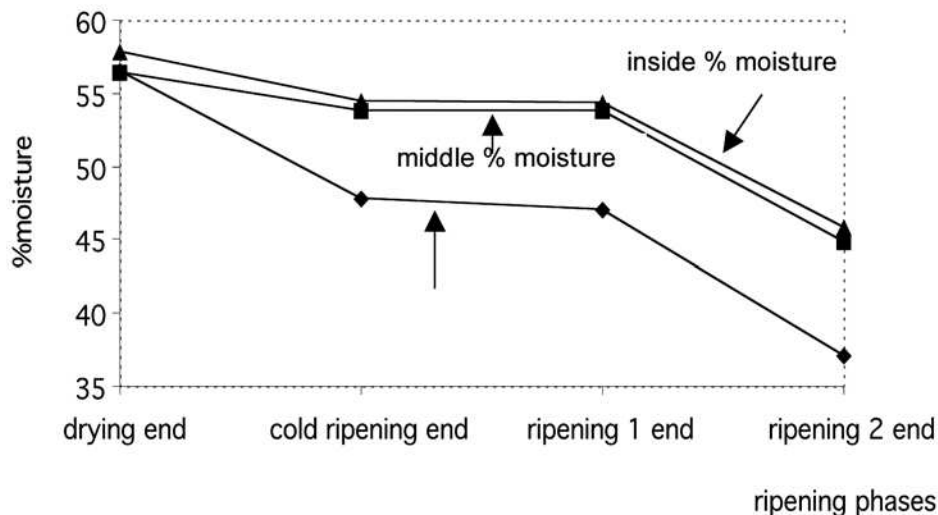 60
55
50
45
40
35
%moisture
inside % moisture
middle % moisture
drying end
cold ripening end
ripening 1 end
ripening 2 end
ripening phases